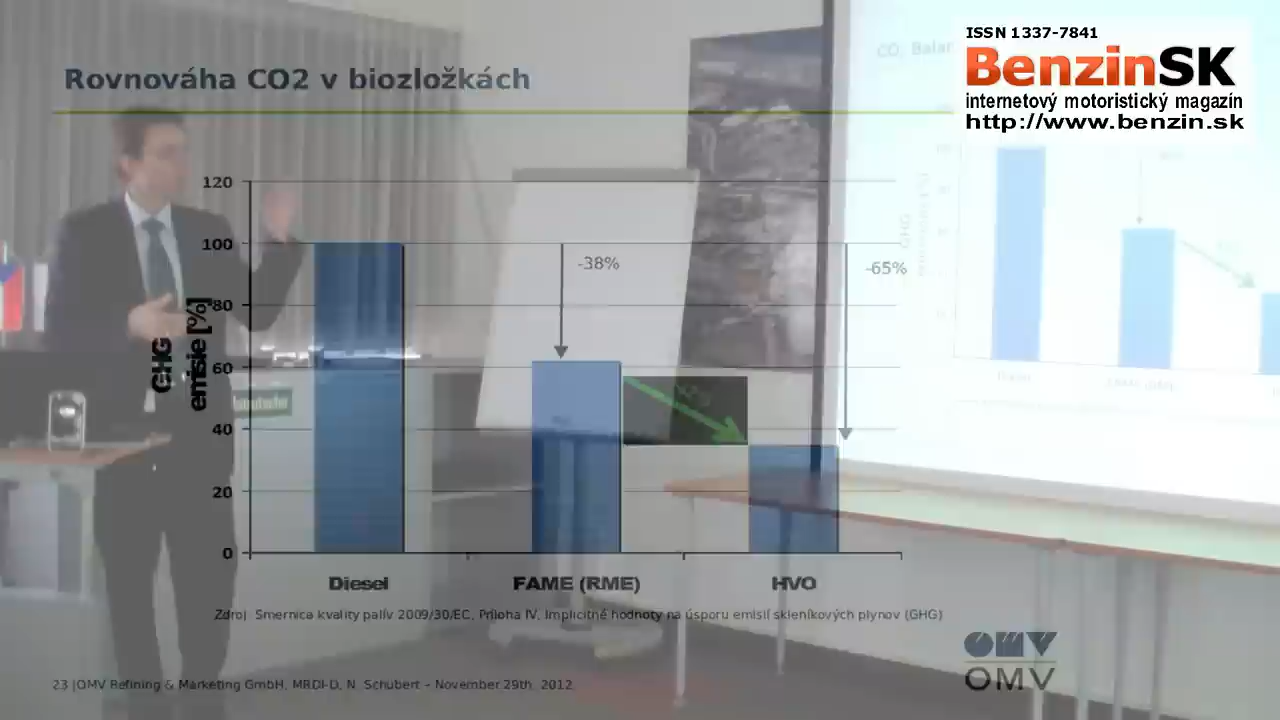 ISSN 1337-7841
BenzinSK
internetový motoristický magazín
http://www.benzin.sk
Rovnováha CO2 v biozložkách
GHG
emisie [%]
120
100
80
60
40
20
0
-38%
-65%
Diesel
FAME (RME)
HVO
Zdroj Smernica kvality palív 2009/30/EC, Príloha IV, Implicitné hodnoty na úsporu emisií skleníkových plynov (GHG)
OMV
OMV
23 |OMV Refining & Marketing GmbH, MRDI-D, N. Schubert – November 29th, 2012